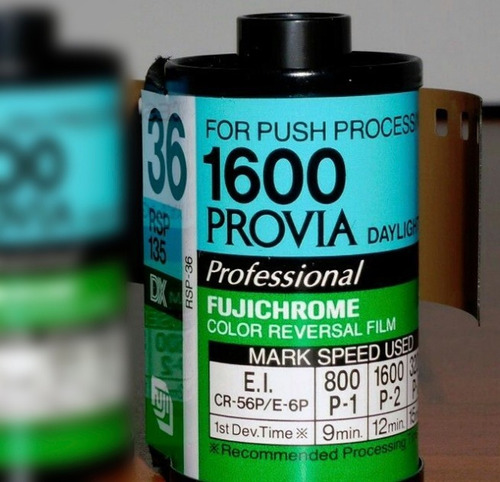 36
RSP
135
DX
RSP-36
FUJI
FOR PUSH PROCESS
1600
PROVIA DAYLIGH
Professional
FUJICHROME
COLOR REVERSAL FILM
MARK SPEED USED
E.I. 800 1600
CR-56P/E-6P P-1 P-2
1st Dev.Time ※ 9min. 12min.
※Recommended Processing